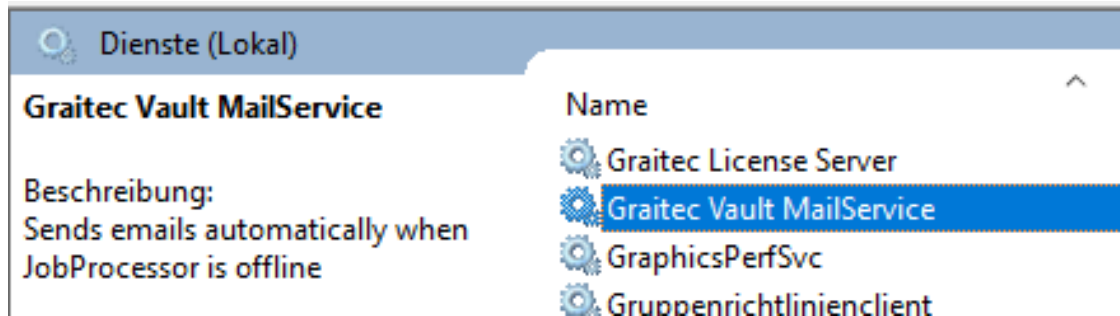 Dienste (Lokal)
Graitec Vault MailService
Beschreibung:
Sends emails automatically when
JobProcessor is offline
Name
Graitec License Server
Graitec Vault MailService
GraphicsPerfSvc
Gruppenrichtlinienclient